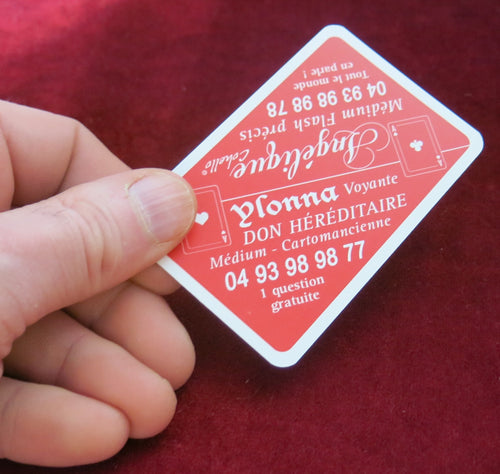 Ylonna Voyante
DON HÉRÉDITAIRE
Médium - Cartomancienne
04 93 98 98 77
1 question
gratuite
Angélique
Cohello®
Médium Flash précis
04 93 98 98 78
Tout le monde
en parle !